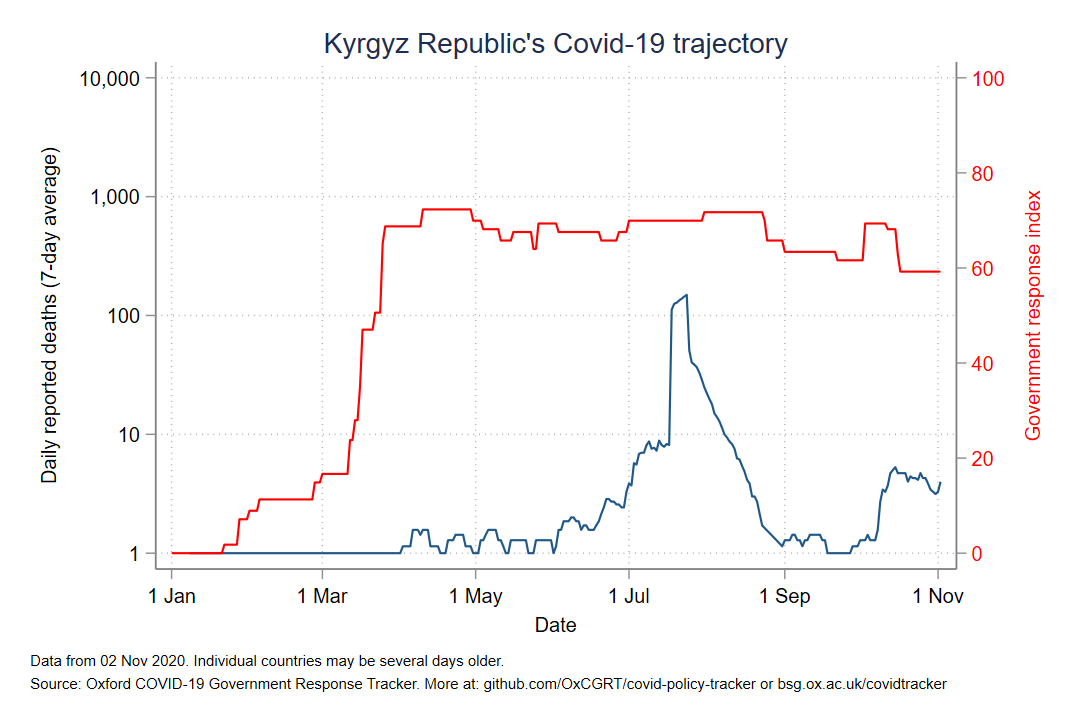 Kyrgyz Republic's Covid-19 trajectory
10,000
1,000
100
10
1
Daily reported deaths (7-day average)
100
80
60
40
20
0
Government response index
1 Jan 1 Mar 1 May 1 Jul 1 Sep 1 Nov
Date
Data from 02 Nov 2020. Individual countries may be several days older.
Source: Oxford COVID-19 Government Response Tracker. More at: github.com/OxCGRT/covid-policy-tracker or bsg.ox.ac.uk/covidtracker